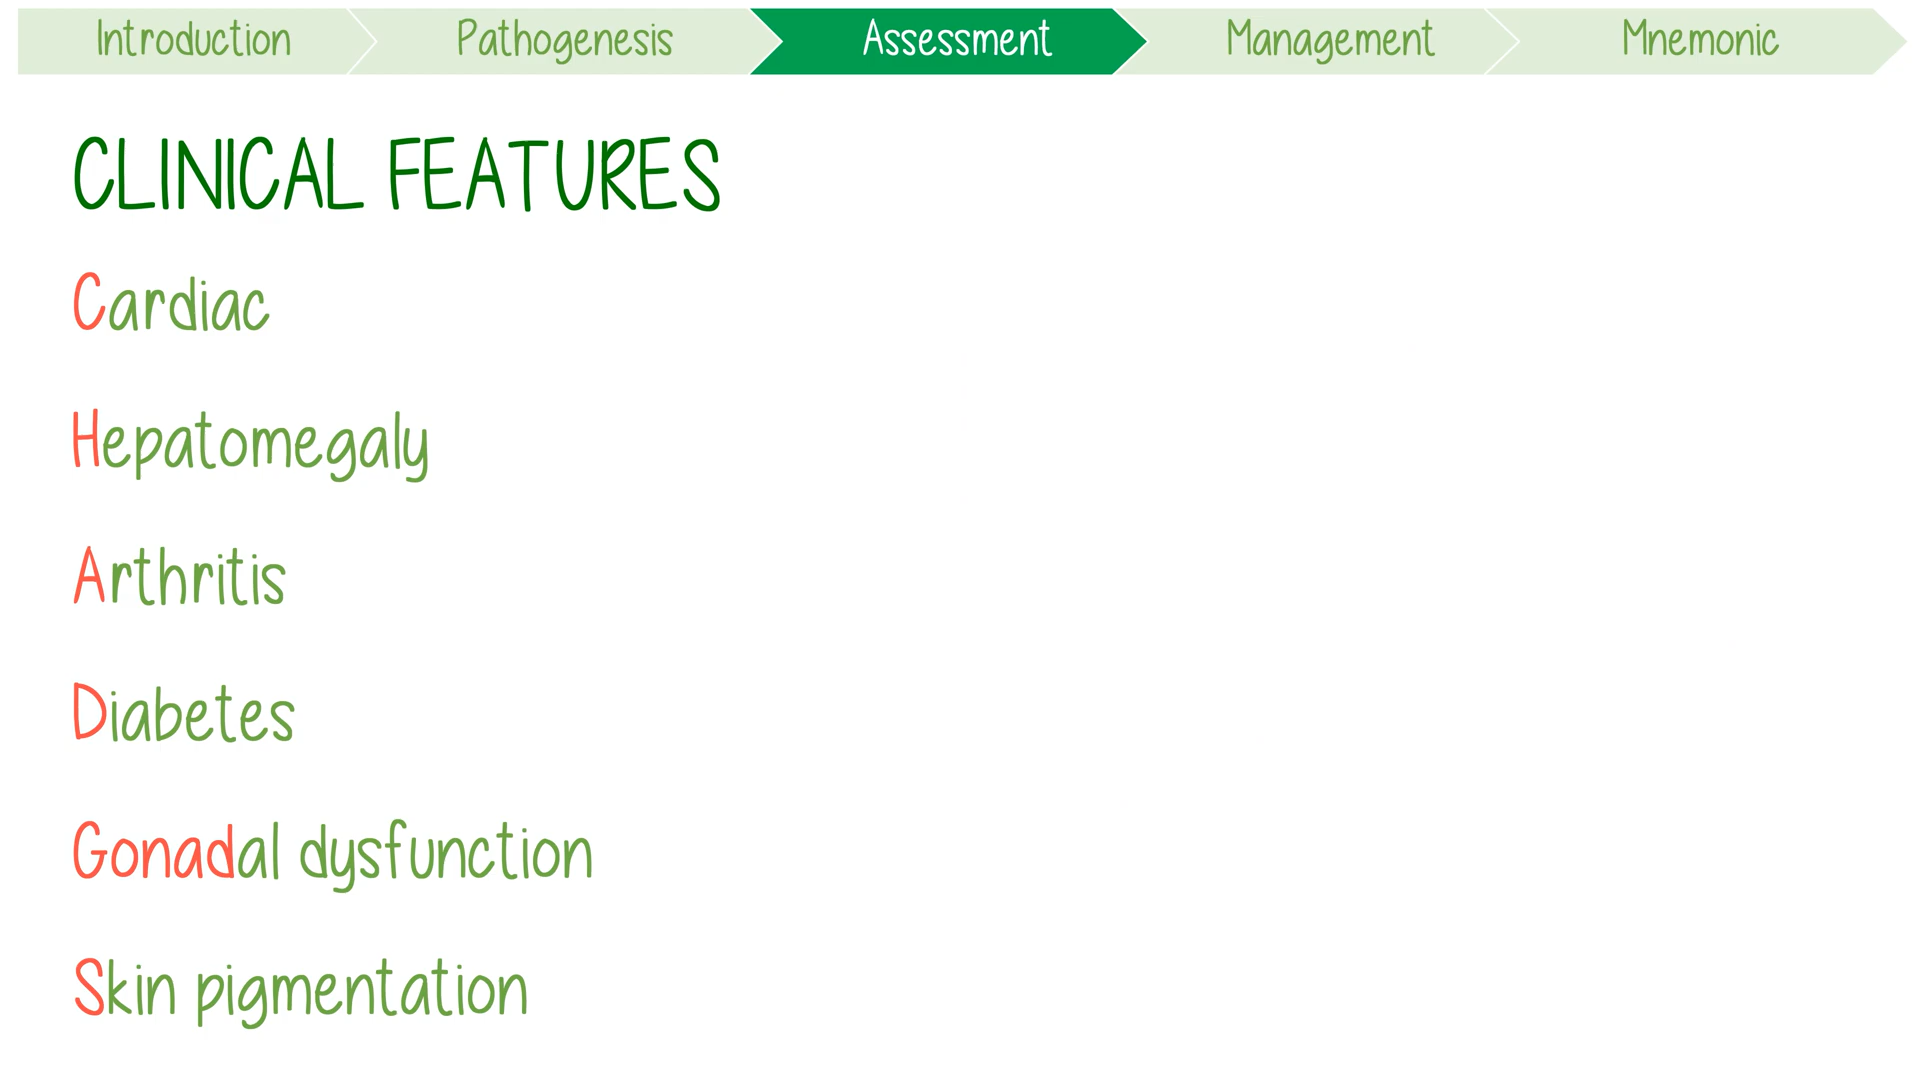 Introduction Pathogenesis Assessment Management Mnemonic
CLINICAL FEATURES
Cardiac
Hepatomegaly
Arthritis
Diabetes
Gonadal dysfunction
Skin pigmentation